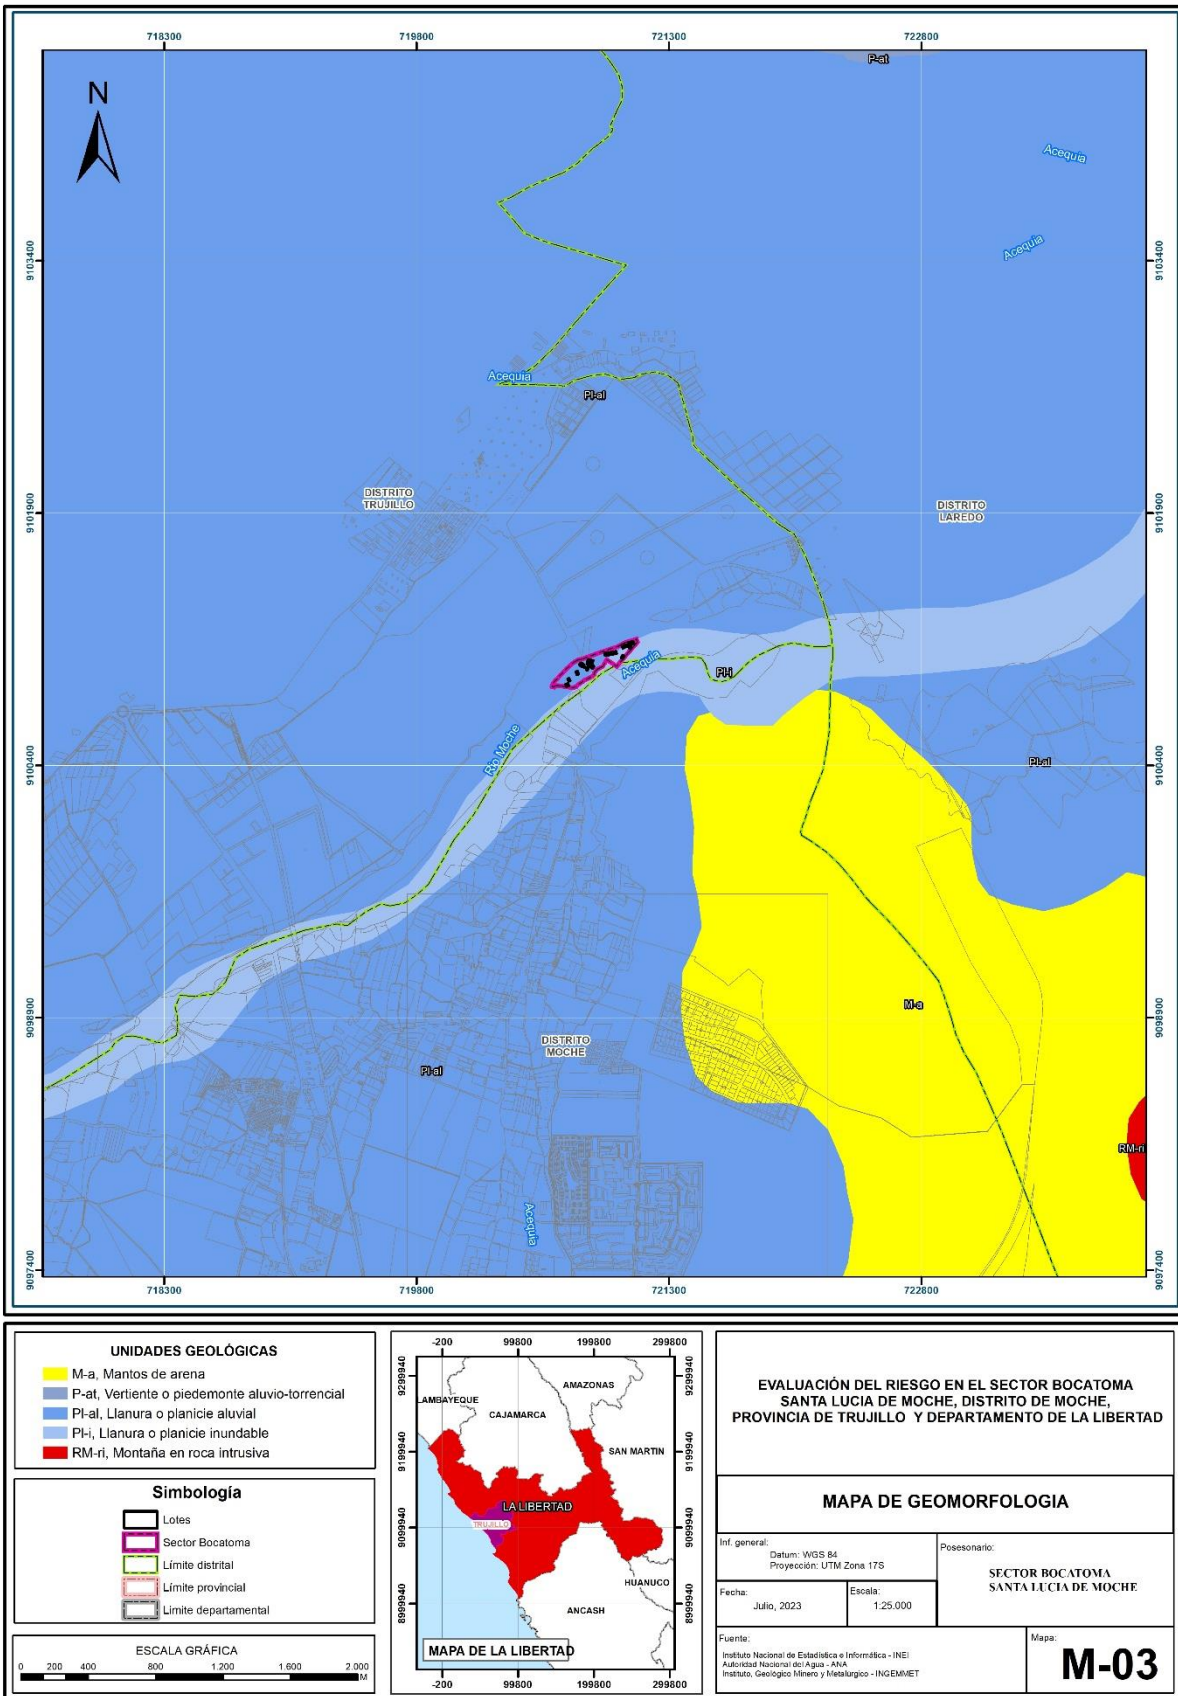 718300 719800 721300 722800
P-at
N
Acequia
Acequia
9103400 9103400
Acequia
Pl-al
DISTRITO
TRUJILLO
DISTRITO
LAREDO
9101900 9101900
Acequia
Pl-i
Río Moche
Pl-al
9100400 9100400
M-a
9098900 9098900
DISTRITO
MOCHE
Pl-al
RM-ri
Acequia
9097400 9097400
718300 719800 721300 722800
UNIDADES GEOLÓGICAS
M-a, Mantos de arena
P-at, Vertiente o piedemonte aluvio-torrencial
Pl-al, Llanura o planicie aluvial
Pl-i, Llanura o planicie inundable
RM-ri, Montaña en roca intrusiva
Simbología
Lotes
Sector Bocatoma
Límite distrital
Límite provincial
Limite departamental
ESCALA GRÁFICA
0 200 400 800 1.200 1.600 2.000
M
-200 99800 199800 299800
9299940 9299940
AMAZONAS
LAMBAYEQUE
CAJAMARCA
9199940 9199940
SAN MARTIN
LA LIBERTAD
TRUJILLO
9099940 9099940
HUANUCO
ANCASH
8999940 8999940
MAPA DE LA LIBERTAD
-200 99800 199800 299800
EVALUACIÓN DEL RIESGO EN EL SECTOR BOCATOMA
SANTA LUCIA DE MOCHE, DISTRITO DE MOCHE,
PROVINCIA DE TRUJILLO Y DEPARTAMENTO DE LA LIBERTAD
MAPA DE GEOMORFOLOGIA
Inf. general:
Datum: WGS 84
Proyección: UTM Zona 17S
Posesonario:
SECTOR BOCATOMA
SANTA LUCIA DE MOCHE
Fecha:
Julio, 2023
Escala:
1:25.000
Fuente:
Instituto Nacional de Estadística e Informática - INEI
Autoridad Nacional del Agua - ANA
Instituto, Geológico Minero y Metalúrgico - INGEMMET
Mapa:
M-03